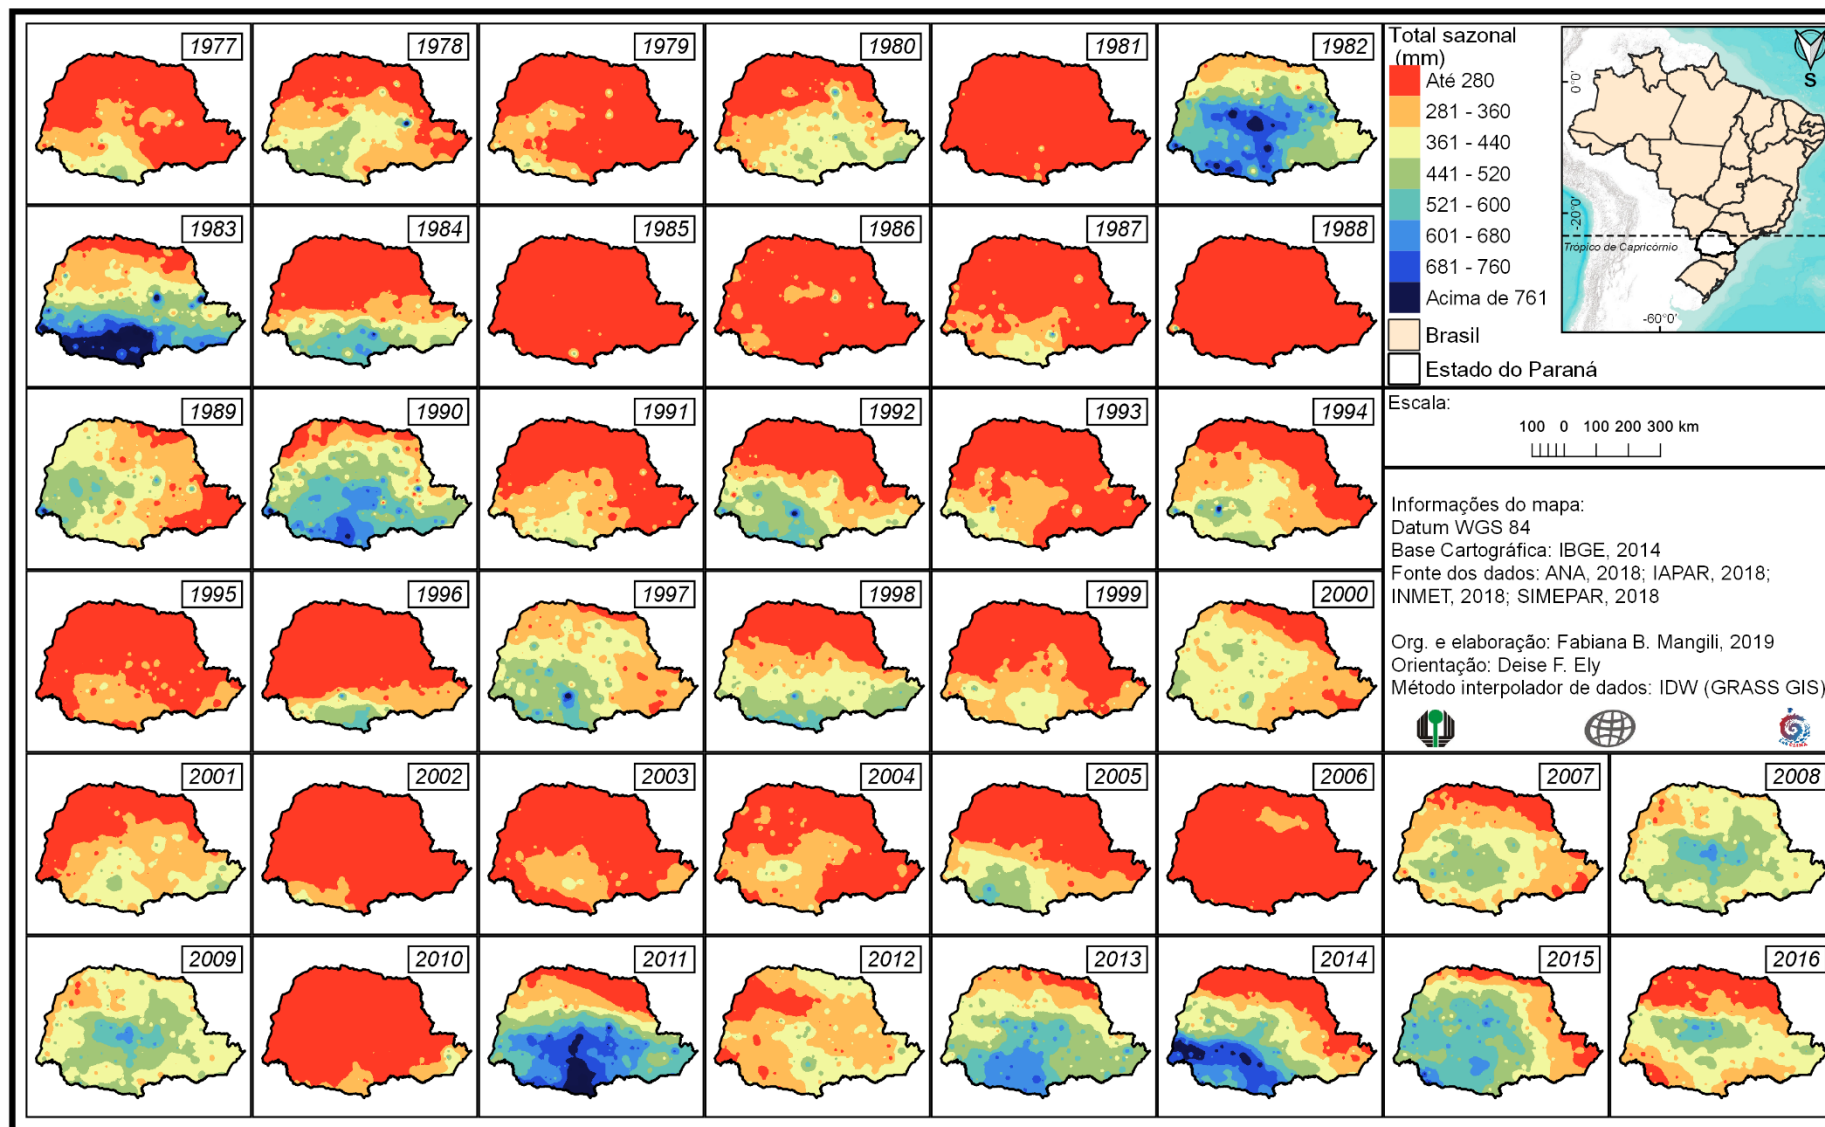 1977
1978
1979
1980
1981
1982
Total sazonal
(mm)
Até 280
281 - 360
361 - 440
441 - 520
521 - 600
601 - 680
681 - 760
Acima de 761
Brasil
Estado do Paraná
S
0°0'
-20°0'
Trópico de Capricórnio
-60°0'
1983
1984
1985
1986
1987
1988
1989
1990
1991
1992
1993
1994
Escala:
100 0 100 200 300 km
Informações do mapa:
Datum WGS 84
Base Cartográfica: IBGE, 2014
Fonte dos dados: ANA, 2018; IAPAR, 2018;
INMET, 2018; SIMEPAR, 2018
Org. e elaboração: Fabiana B. Mangili, 2019
Orientação: Deise F. Ely
Método interpolador de dados: IDW (GRASS GIS)
1995
1996
1997
1998
1999
2000
2001
2002
2003
2004
2005
2006
2007
2008
2009
2010
2011
2012
2013
2014
2015
2016